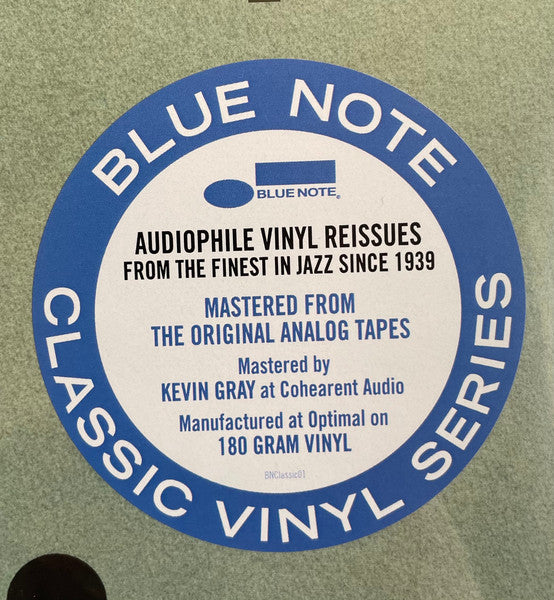 BLUE NOTE
BLUE NOTE®
AUDIOPHILE VINYL REISSUES
FROM THE FINEST IN JAZZ SINCE 1939
MASTERED FROM
THE ORIGINAL ANALOG TAPES
Mastered by
KEVIN GRAY at Cohearent Audio
Manufactured at Optimal on
180 GRAM VINYL
BNClassic01
CLASSIC VINYL SERIES